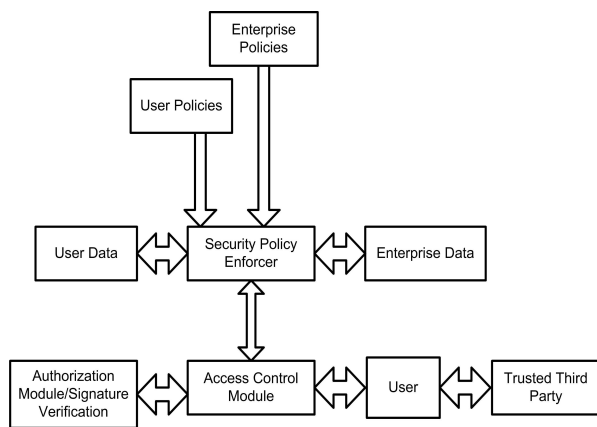 Enterprise
Policies
User Policies
User Data
Security Policy
Enforcer
Enterprise Data
Authorization
Module/Signature
Verification
Access Control
Module
User
Trusted Third
Party